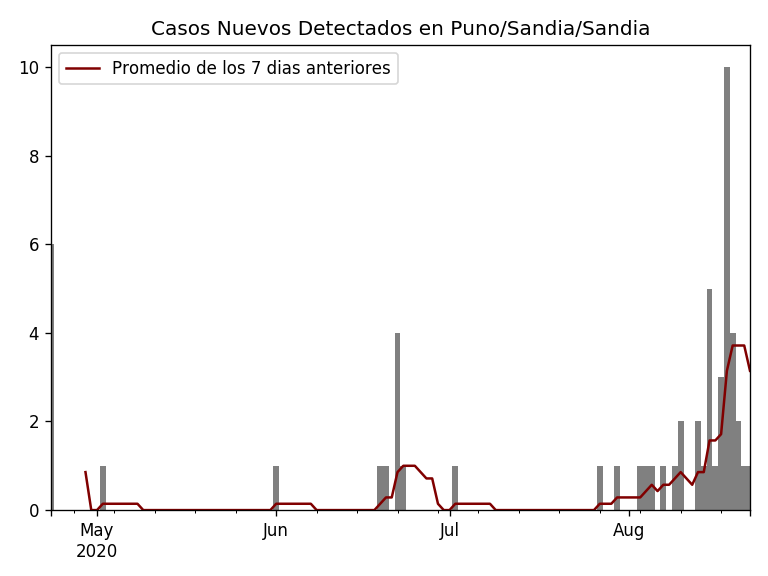 Casos Nuevos Detectados en Puno/Sandia/Sandia
Promedio de los 7 dias anteriores
10
8
6
4
2
0
May Jun Jul Aug
2020